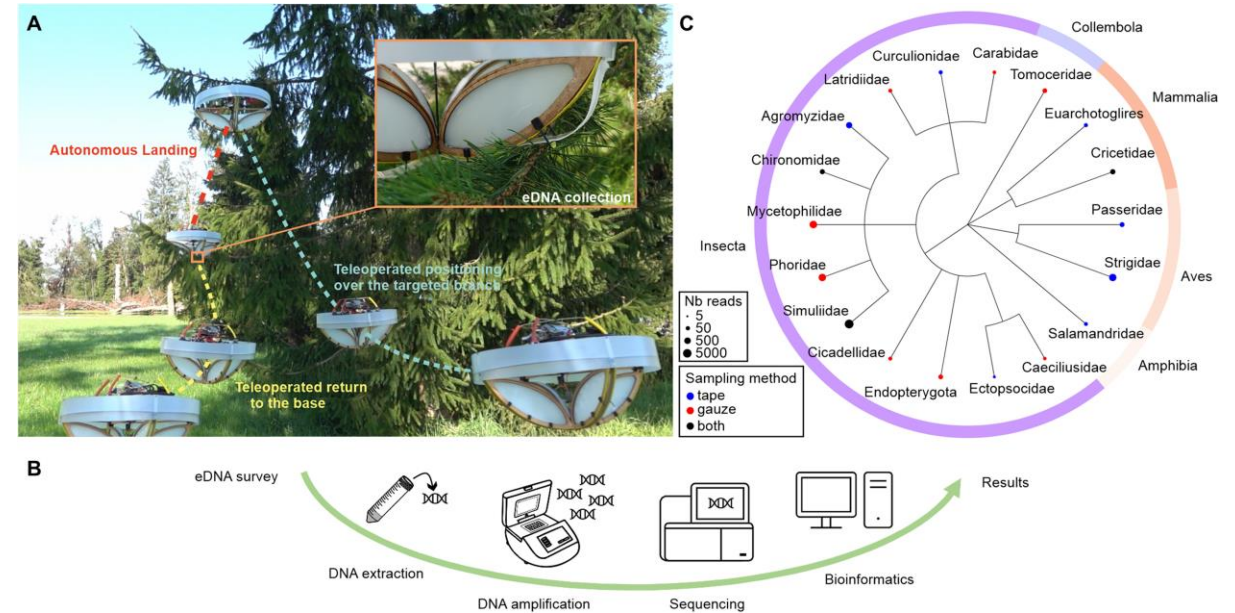 A
Autonomous Landing
eDNA collection
Teleoperated positioning
over the targeted branch
Teleoperated return
to the base
C
Collembola
Curculionidae
Carabidae
Latridiidae
Tomoceridae
Mammalia
Agromyzidae
Euarchotoglires
Chironomidae
Cricetidae
Mycetophilidae
Passeridae
Insecta
Phoridae
Strigidae
Aves
Simuliidae
Salamandridae
Cicadellidae
Caeciliusidae
Amphibia
Endopterygota
Ectopsocidae
Nb reads
5
50
500
5000
Sampling method
tape
gauze
both
B
eDNA survey
Results
DNA extraction
Bioinformatics
DNA amplification
Sequencing